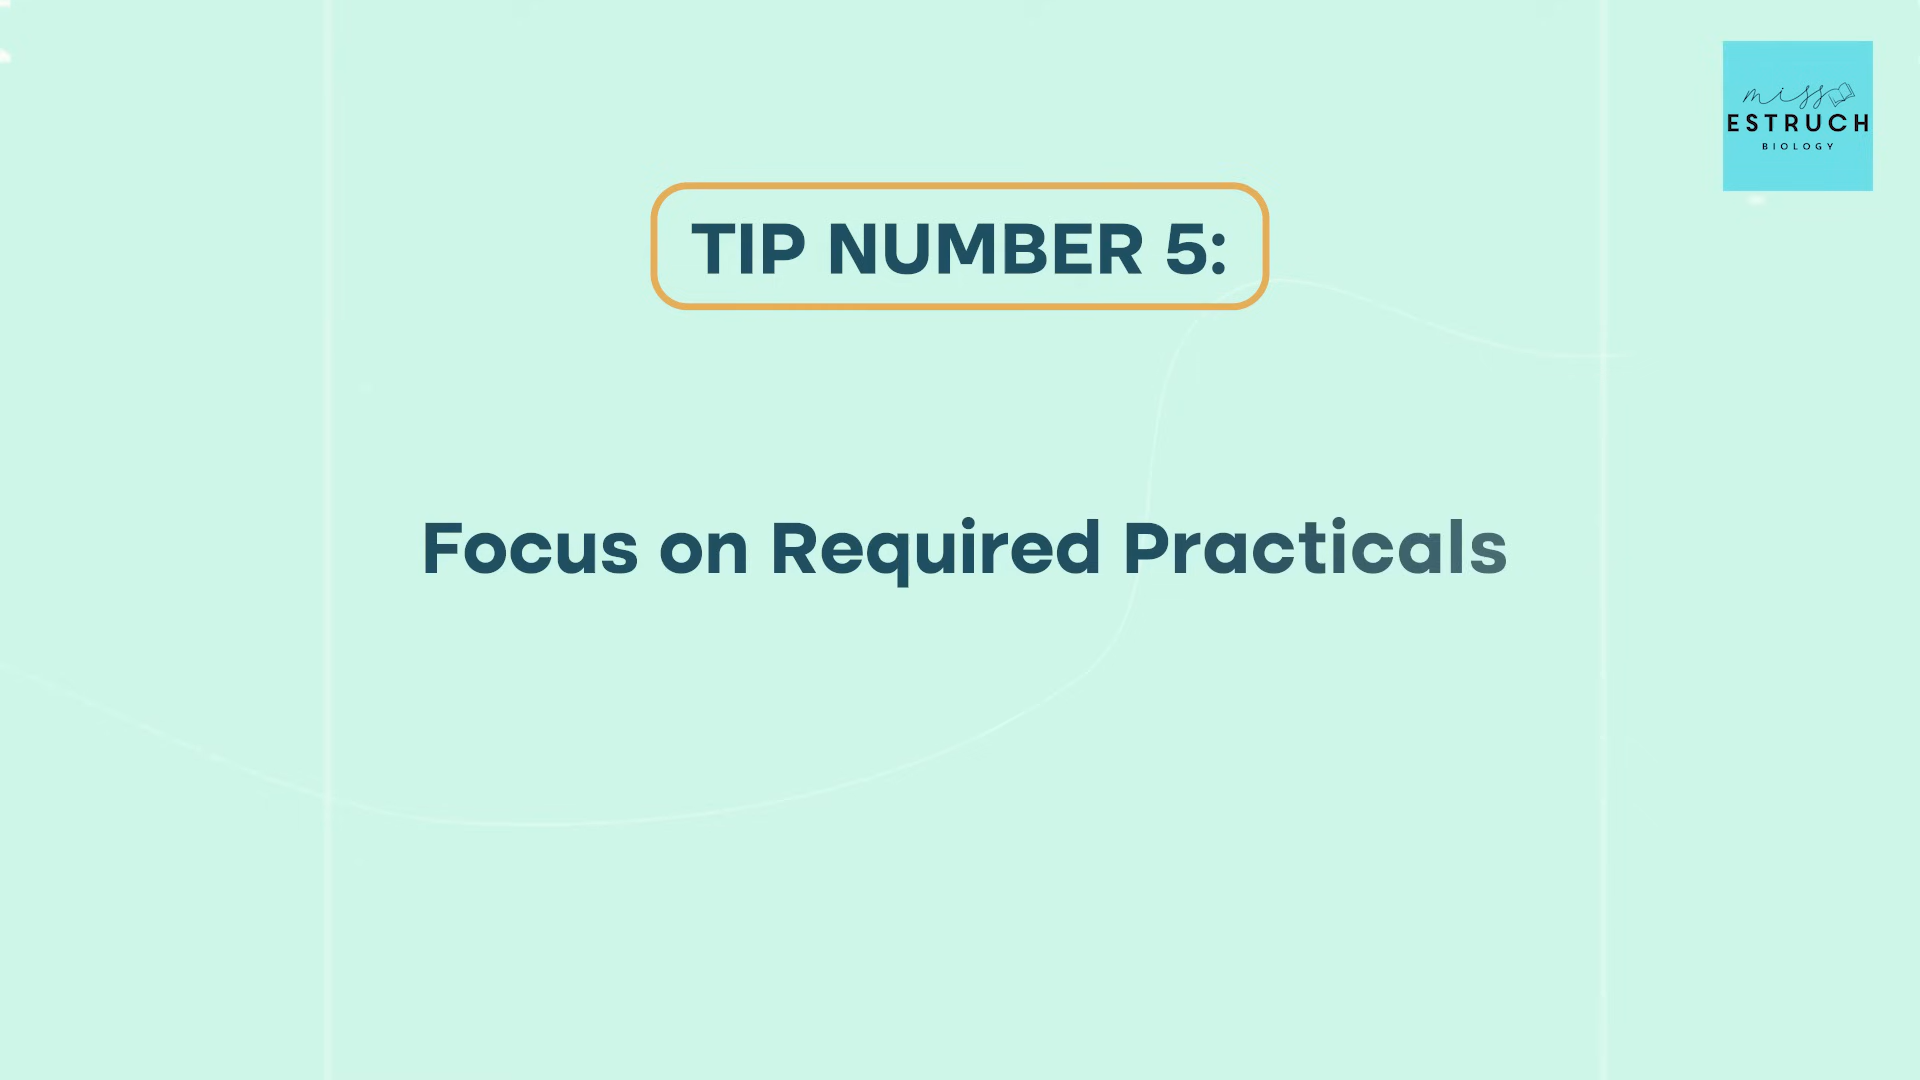 miss
ESTRUCH
BIOLOGY
TIP NUMBER 5:
Focus on Required Practicals